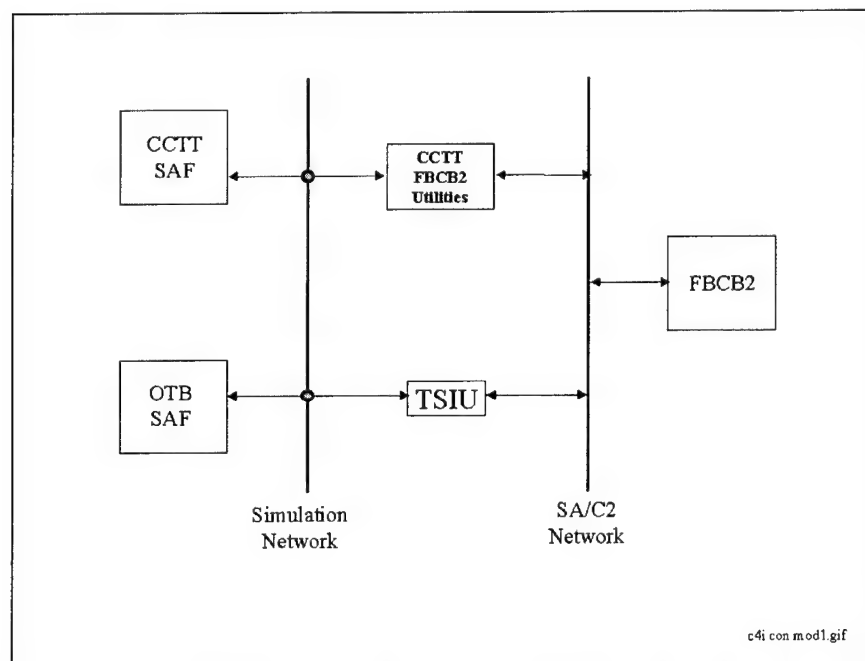 CCTT
SAF
CCTT
FBCB2
Utilities
FBCB2
OTB
SAF
TSIU
Simulation
Network
SA/C2
Network
c4i con mod1.gif